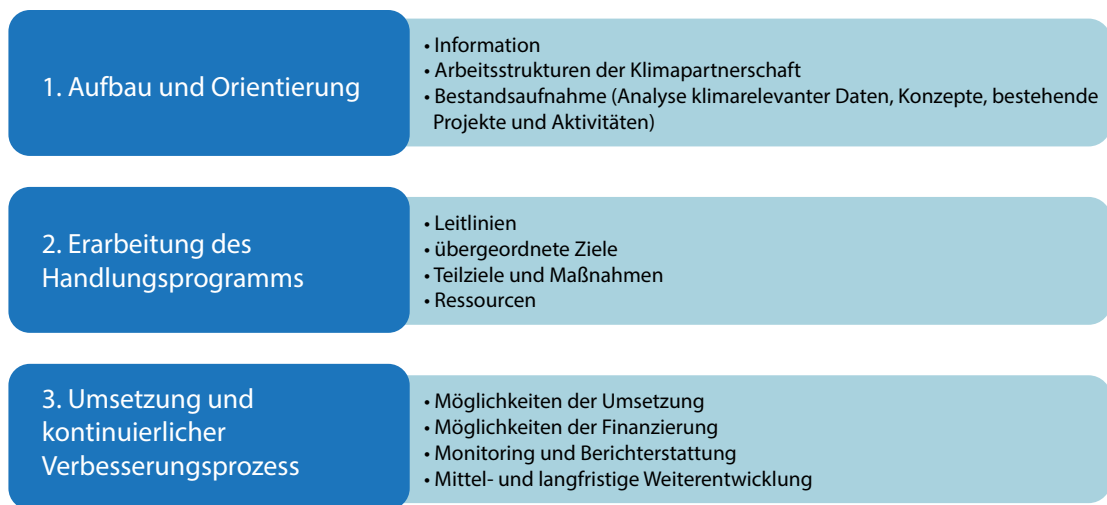 1. Aufbau und Orientierung
• Information
• Arbeitsstrukturen der Klimapartnerschaft
• Bestandsaufnahme (Analyse klimarelevanter Daten, Konzepte, bestehende
Projekte und Aktivitäten)
2. Erarbeitung des
Handlungsprogramms
• Leitlinien
• übergeordnete Ziele
• Teilziele und Maßnahmen
• Ressourcen
3. Umsetzung und
kontinuierlicher
Verbesserungsprozess
• Möglichkeiten der Umsetzung
• Möglichkeiten der Finanzierung
• Monitoring und Berichterstattung
• Mittel- und langfristige Weiterentwicklung